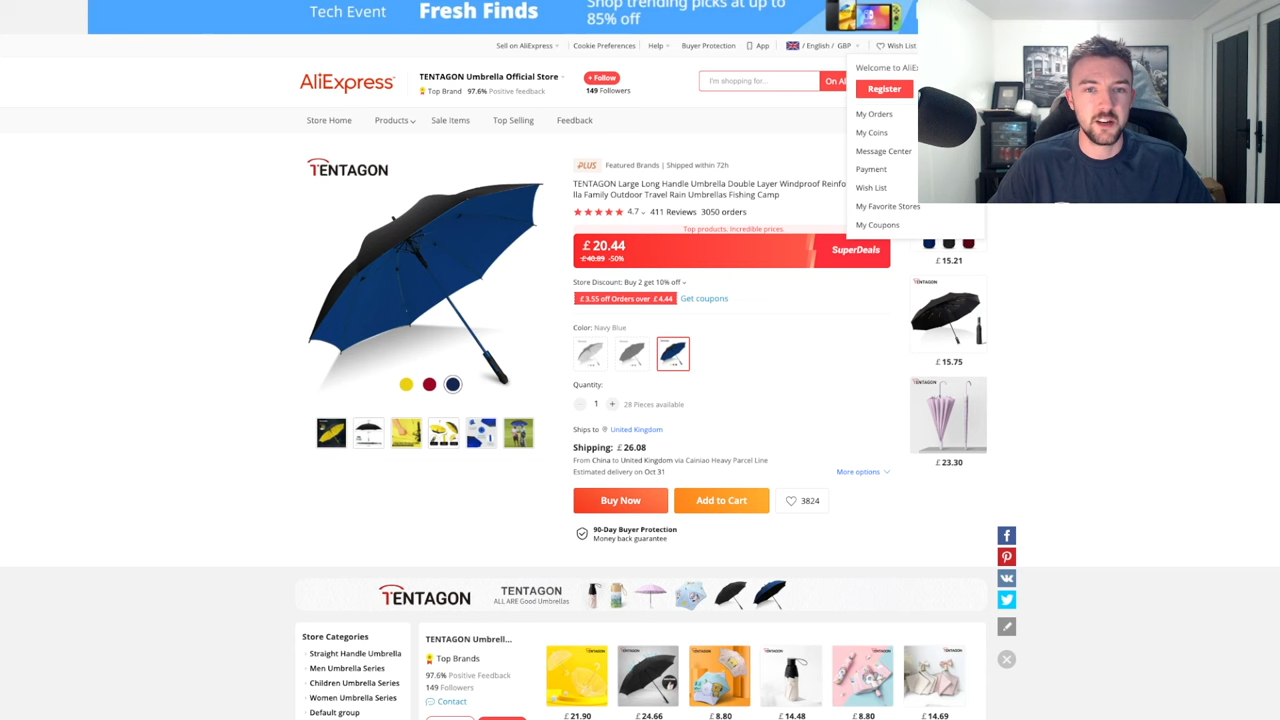 Tech Event
Fresh Finds
Shop trending picks at up to
85% off
Sell on AliExpress
Cookie Preferences
Help
Buyer Protection
App
/ English / GBP
Wish List
AliExpress
TENTAGON Umbrella Official Store
Top Brand 97.6% Positive feedback
+ Follow
149 Followers
I'm shopping for...
On Al
Welcome to AliEx
Register
My Orders
My Coins
Message Center
Payment
Wish List
My Favorite Stores
My Coupons
Store Home
Products
Sale Items
Top Selling
Feedback
TENTAGON
PLUS Featured Brands | Shipped within 72h
TENTAGON Large Long Handle Umbrella Double Layer Windproof Reinfo
lla Family Outdoor Travel Rain Umbrellas Fishing Camp
4.7 411 Reviews 3050 orders
Top products, Incredible prices.
£ 20.44
£ 40.89 -50%
SuperDeals
Store Discount: Buy 2 get 10% off
£ 3.55 off Orders over £ 4.44 Get coupons
Color: Navy Blue
Quantity:
1 + 28 Pieces available
Ships to United Kingdom
Shipping: £ 26.08
From China to United Kingdom via Cainiao Heavy Parcel Line
Estimated delivery on Oct 31
More options
Buy Now
Add to Cart
3824
90-Day Buyer Protection
Money back guarantee
£ 15.21
TENTAGON
£ 15.75
TENTAGON
£ 23.30
TENTAGON
TENTAGON
ALL ARE Good Umbrellas
Store Categories
Straight Handle Umbrella
Men Umbrella Series
Children Umbrella Series
Women Umbrella Series
Default group
TENTAGON Umbrell...
Top Brands
97.6% Positive Feedback
149 Followers
Contact
TENTAGON
£ 21.90
TENTAGON
£ 24.66
TENTAGON
£ 8.80
TENTAGON
£ 14.48
TENTAGON
£ 8.80
TENTAGON
£ 14.69